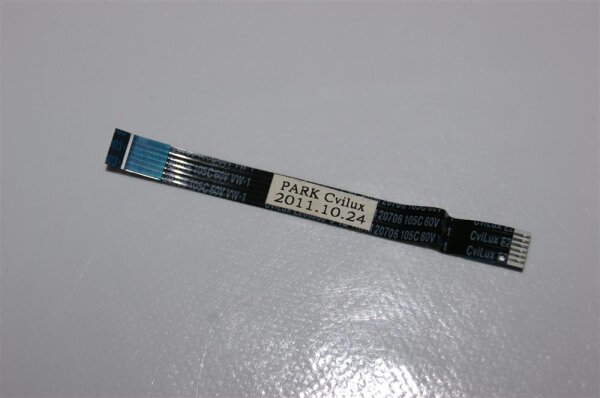 105C 60V VW-1
105C 60V VW-1
PARK Cvilux
2011.10.24
20706 105C 60V
20706 105C 60V
CviLux
CviLux